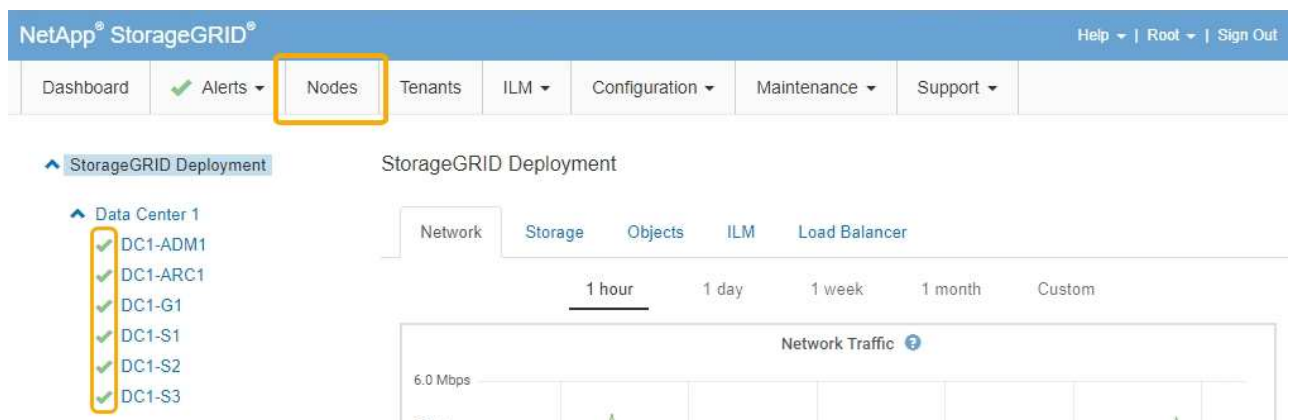 NetApp® StorageGRID®
Help | Root | Sign Out
Dashboard Alerts Nodes Tenants ILM Configuration Maintenance Support
StorageGRID Deployment
Data Center 1
DC1-ADM1
DC1-ARC1
DC1-G1
DC1-S1
DC1-S2
DC1-S3
StorageGRID Deployment
Network Storage Objects ILM Load Balancer
1 hour 1 day 1 week 1 month Custom
Network Traffic ?
6.0 Mbps